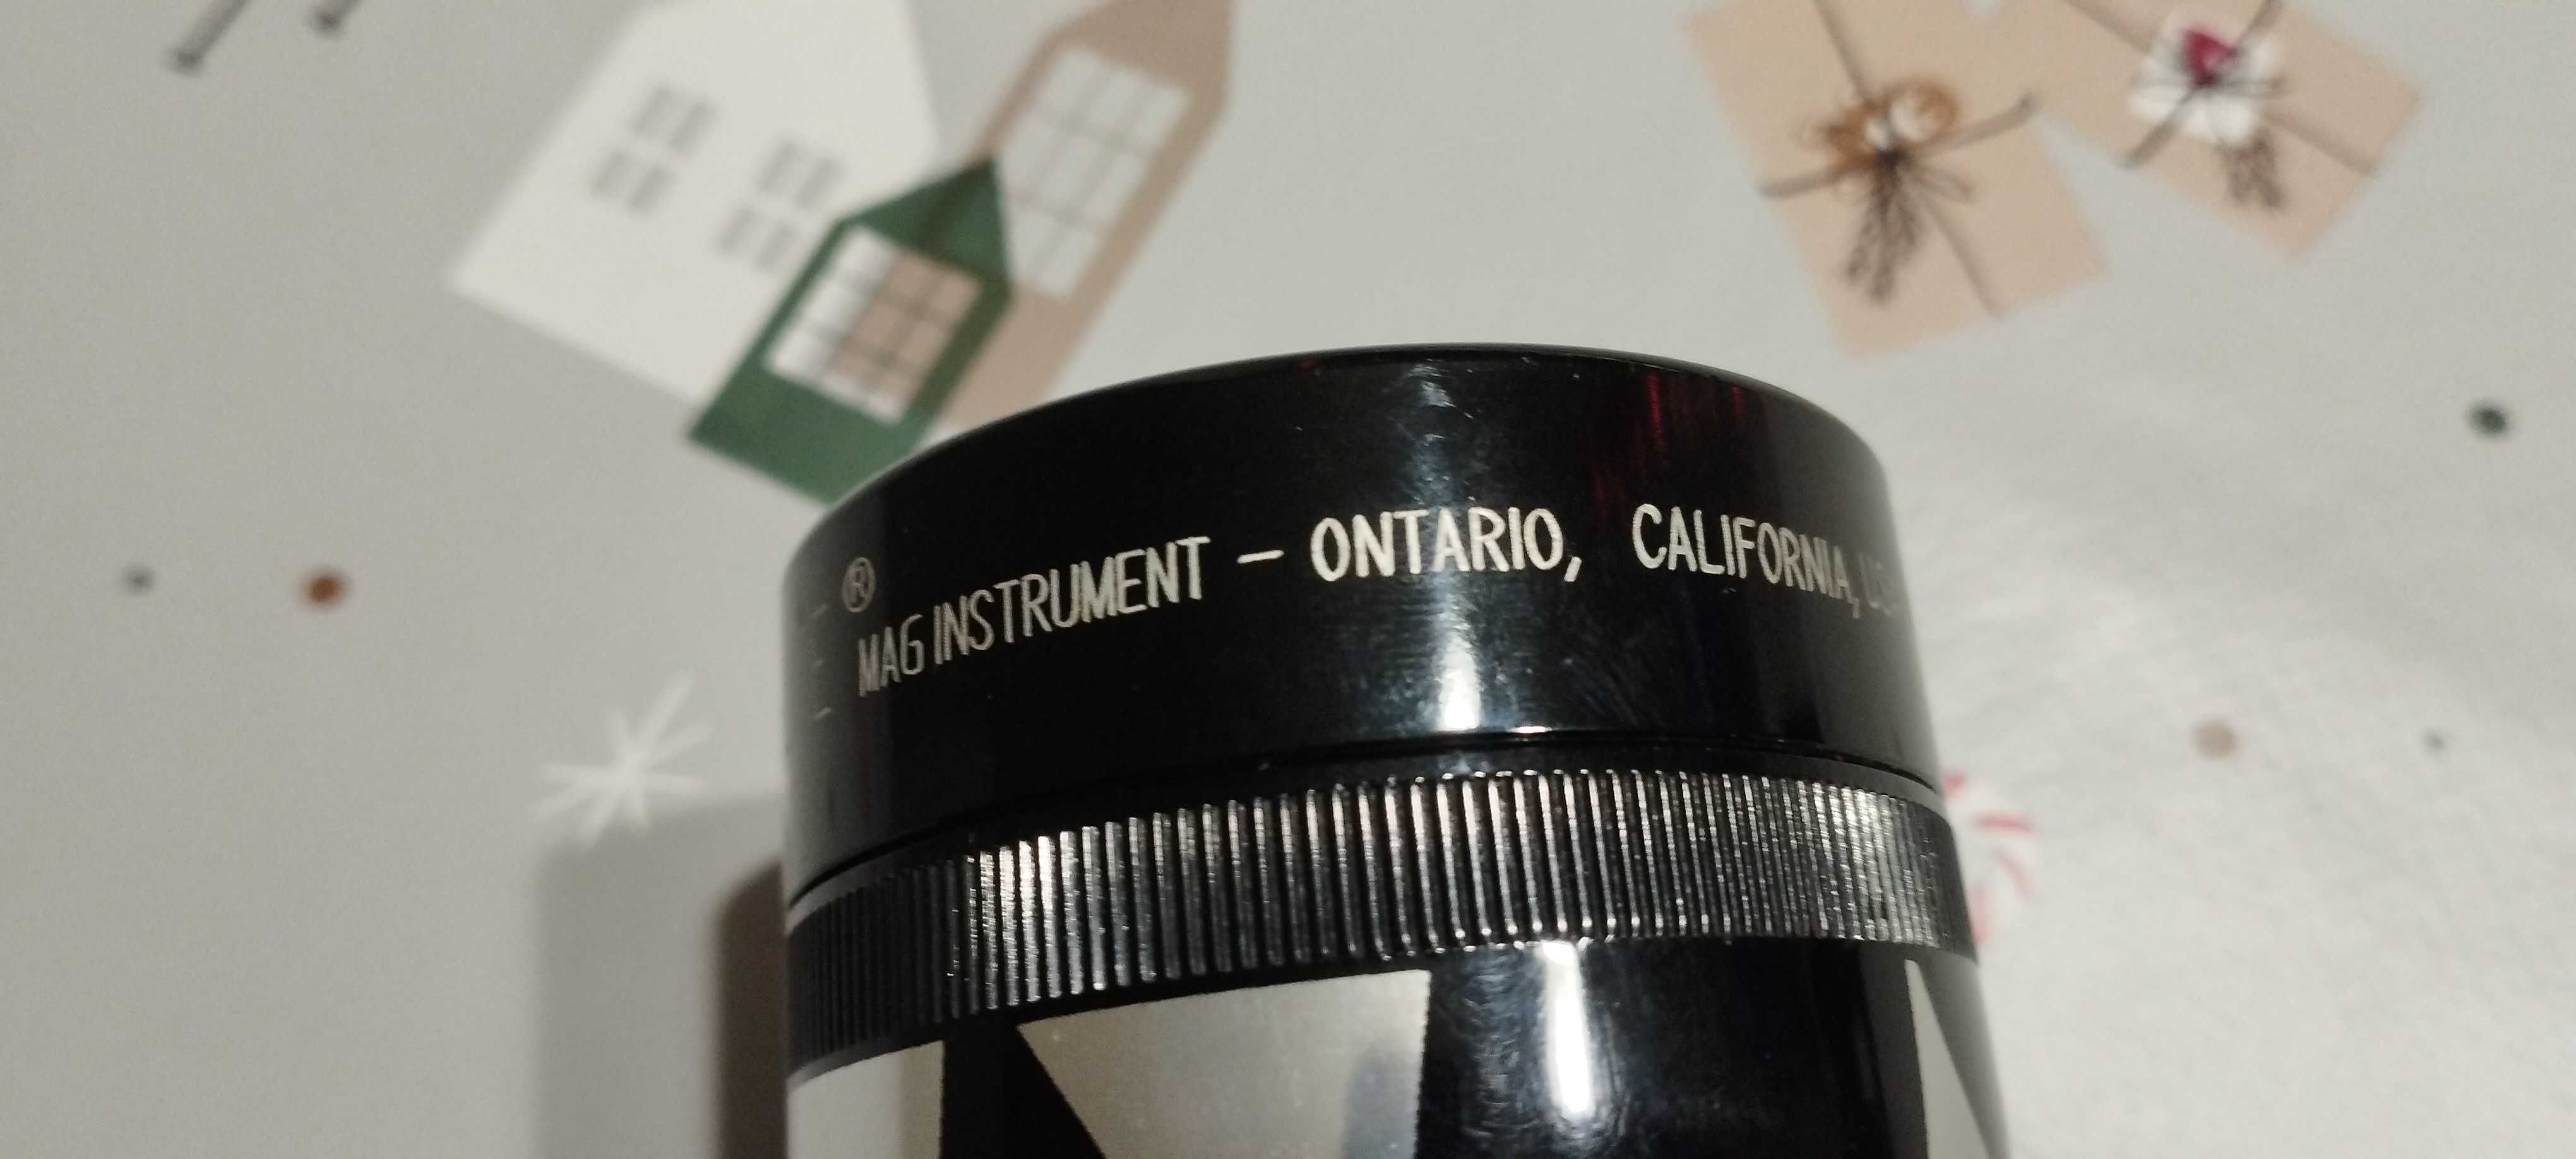 ®
MAG INSTRUMENT – ONTARIO, CALIFORNIA,